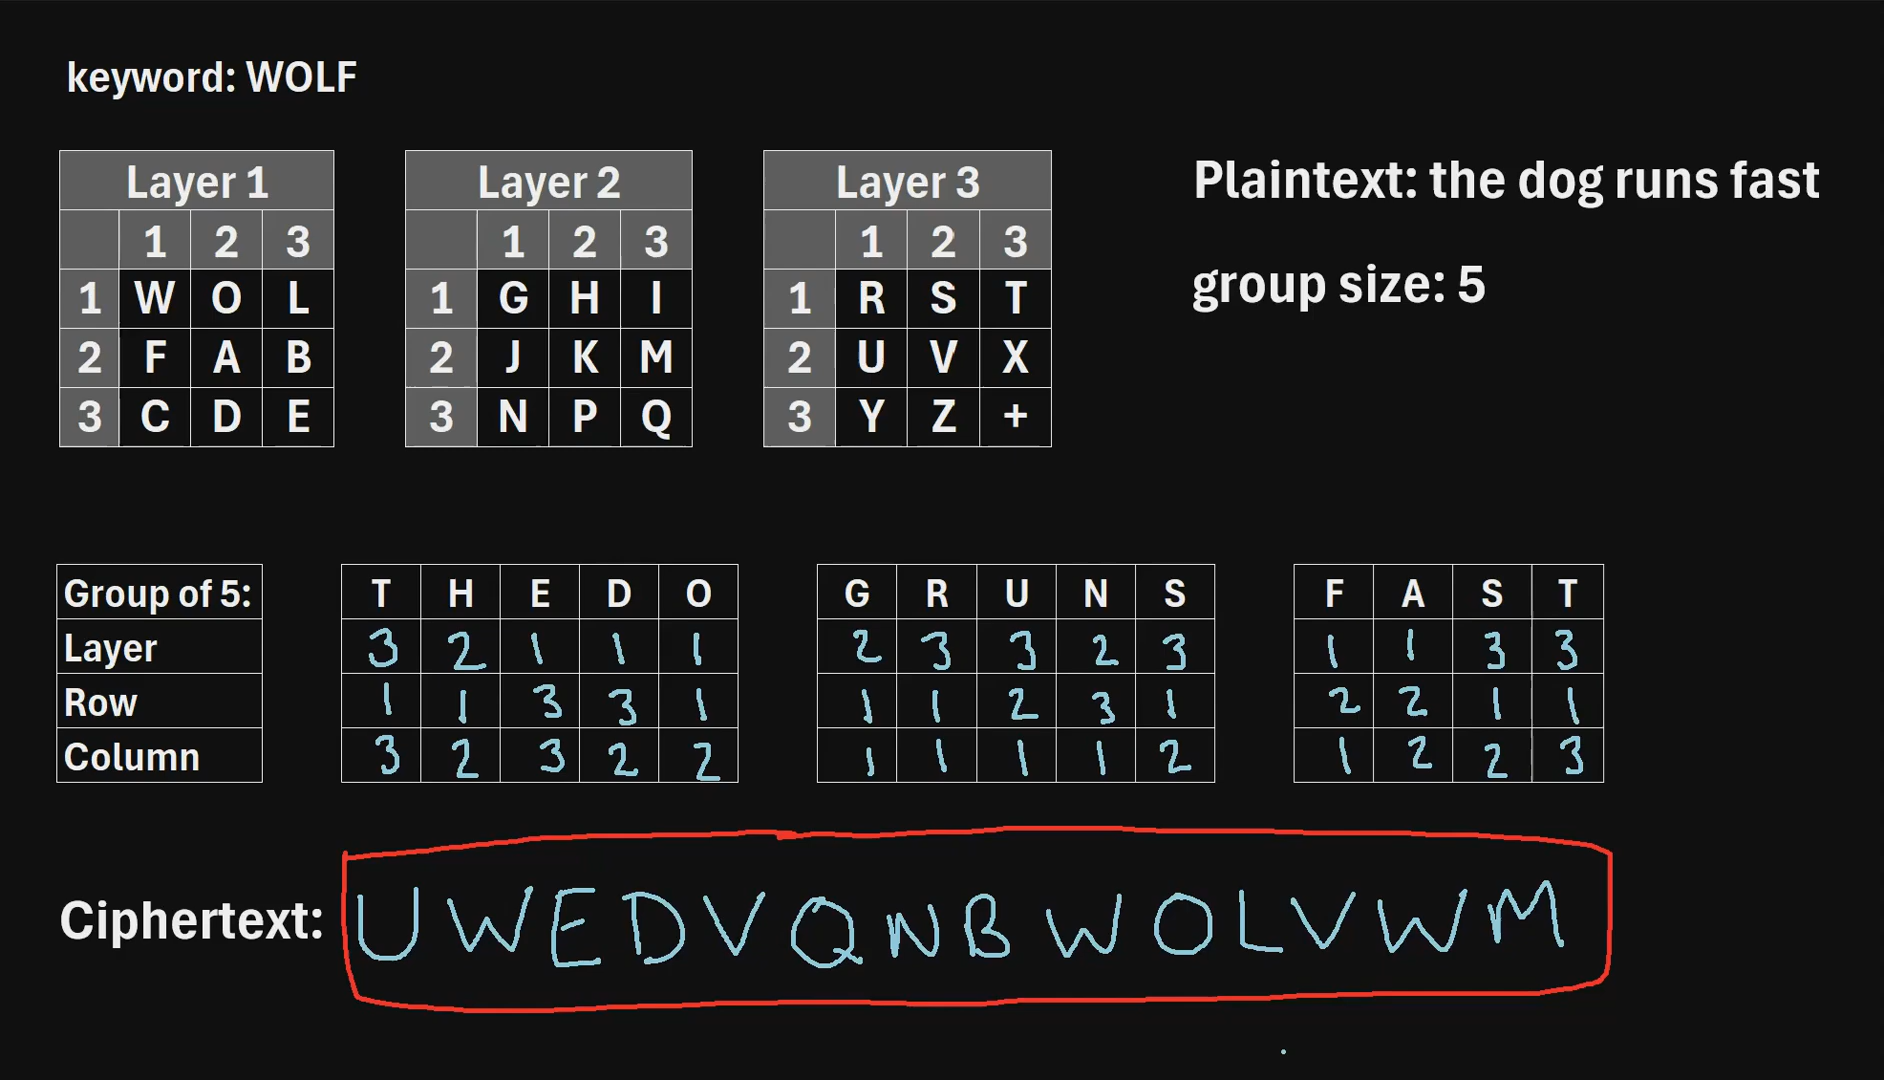 keyword: WOLF
Layer 1
1 2 3
1 W O L
2 F A B
3 C D E
Layer 2
1 2 3
1 G H I
2 J K M
3 N P Q
Layer 3
1 2 3
1 R S T
2 U V X
3 Y Z +
Plaintext: the dog runs fast
group size: 5
Group of 5:
Layer
Row
Column
T H E D O
3 2 1 1 1
1 1 3 3 1
3 2 3 2 2
G R U N S
2 3 3 2 3
1 1 2 3 1
1 1 1 1 2
F A S T
1 1 3 3
2 2 1 1
1 2 2 3
Ciphertext: UWEDVQNBWOLVWM